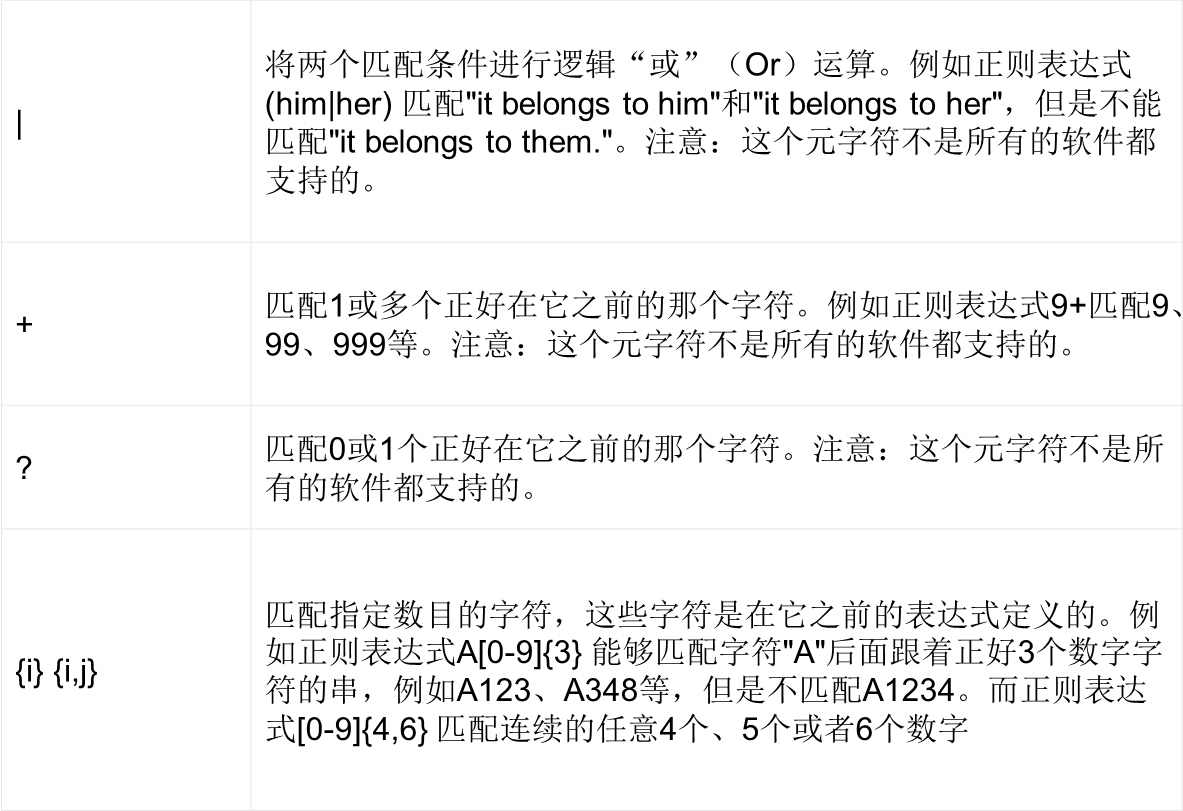 |
将两个匹配条件进行逻辑“或”（Or）运算。例如正则表达式
(him|her) 匹配"it belongs to him"和"it belongs to her"，但是不能
匹配"it belongs to them."。注意：这个元字符不是所有的软件都
支持的。
+
匹配1或多个正好在它之前的那个字符。例如正则表达式9+匹配9、
99、999等。注意：这个元字符不是所有的软件都支持的。
?
匹配0或1个正好在它之前的那个字符。注意：这个元字符不是所
有的软件都支持的。
{i} {i,j}
匹配指定数目的字符，这些字符是在它之前的表达式定义的。例
如正则表达式A[0-9]{3} 能够匹配字符"A"后面跟着正好3个数字字
符的串，例如A123、A348等，但是不匹配A1234。而正则表达
式[0-9]{4,6} 匹配连续的任意4个、5个或者6个数字